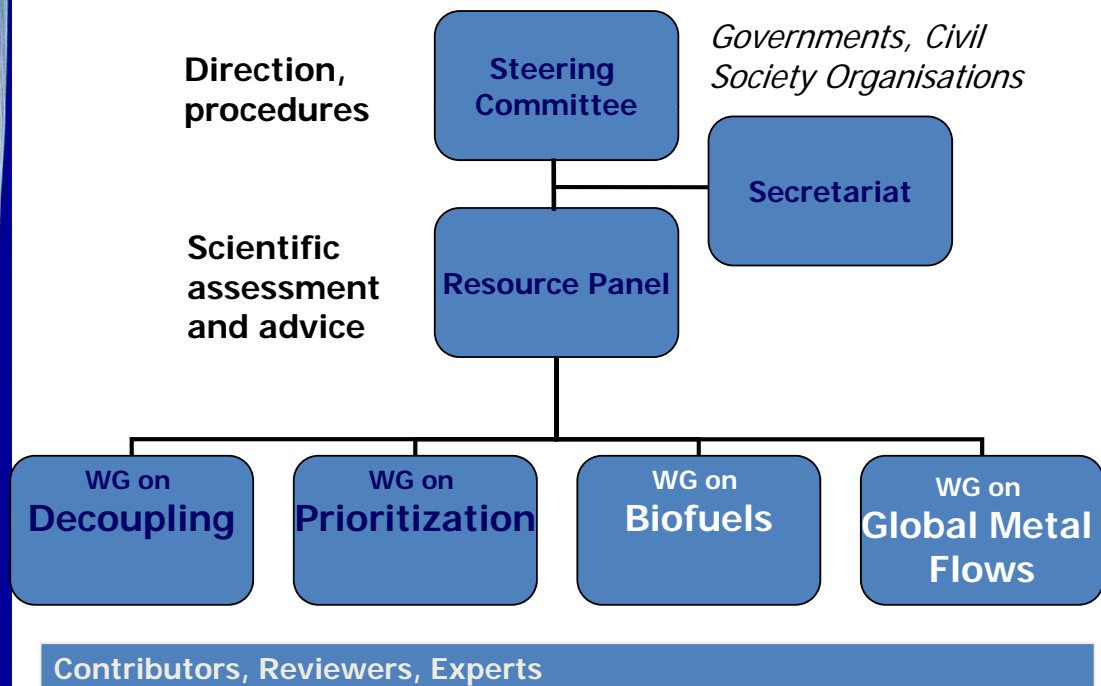 Direction,
procedures
Steering
Committee
Governments, Civil
Society Organisations
Secretariat
Scientific
assessment
and advice
Resource Panel
WG on
Decoupling
WG on
Prioritization
WG on
Biofuels
WG on
Global Metal
Flows
Contributors, Reviewers, Experts